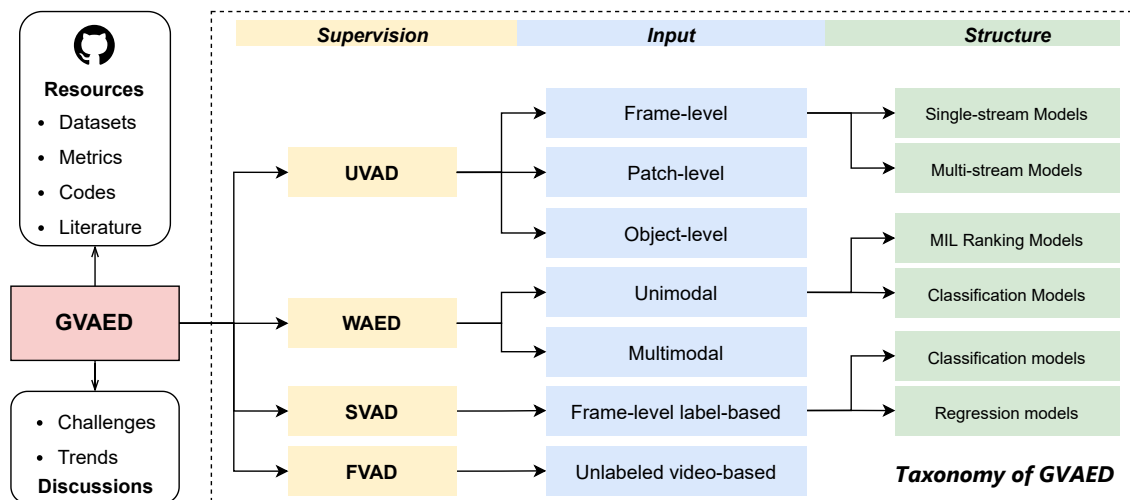 Supervision
Input
Structure
Resources
• Datasets
• Metrics
• Codes
• Literature
GVAED
• Challenges
• Trends
Discussions
UVAD
WAED
SVAD
FVAD
Frame-level
Patch-level
Object-level
Unimodal
Multimodal
Frame-level label-based
Unlabeled video-based
Single-stream Models
Multi-stream Models
MIL Ranking Models
Classification Models
Classification models
Regression models
Taxonomy of GVAED